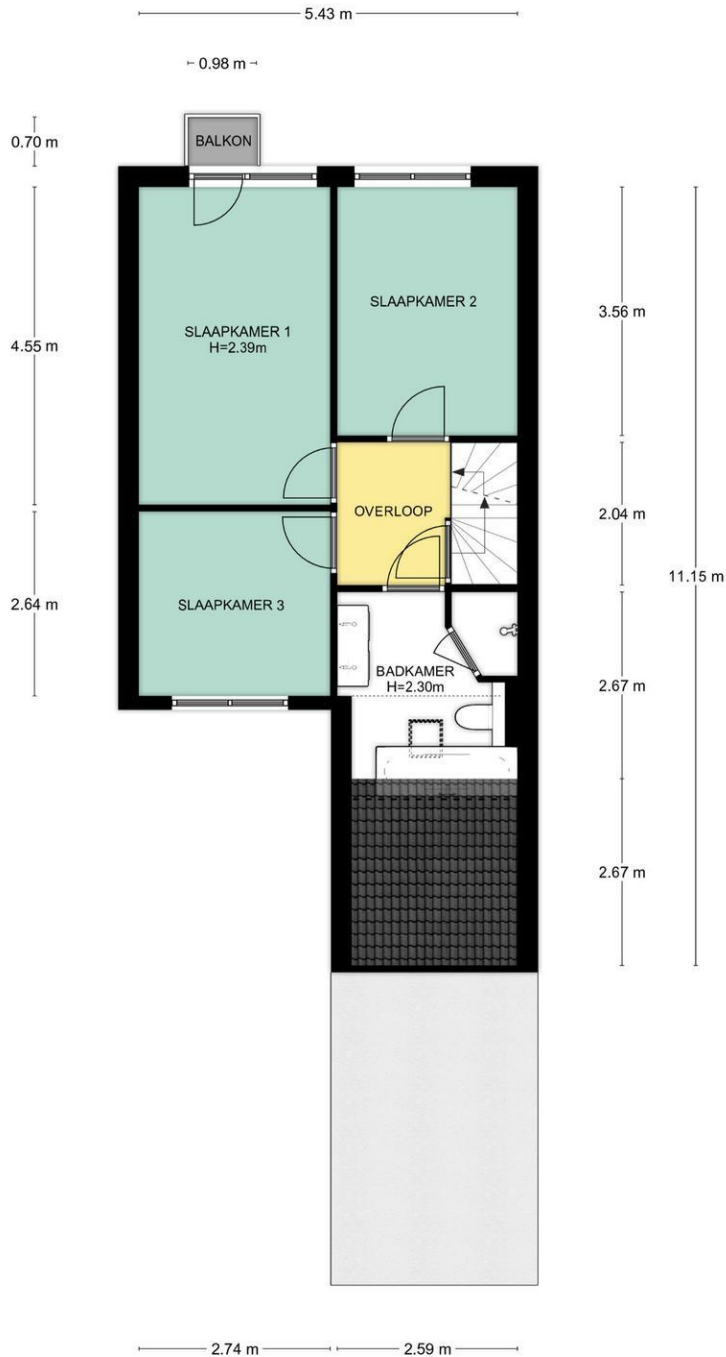 5.43 m
0.98 m
0.70 m
BALKON
SLAAPKAMER 1
H=2.39m
SLAAPKAMER 2
4.55 m
3.56 m
OVERLOOP
2.04 m
11.15 m
SLAAPKAMER 3
2.64 m
BADKAMER
H=2.30m
2.67 m
2.67 m
2.74 m
2.59 m